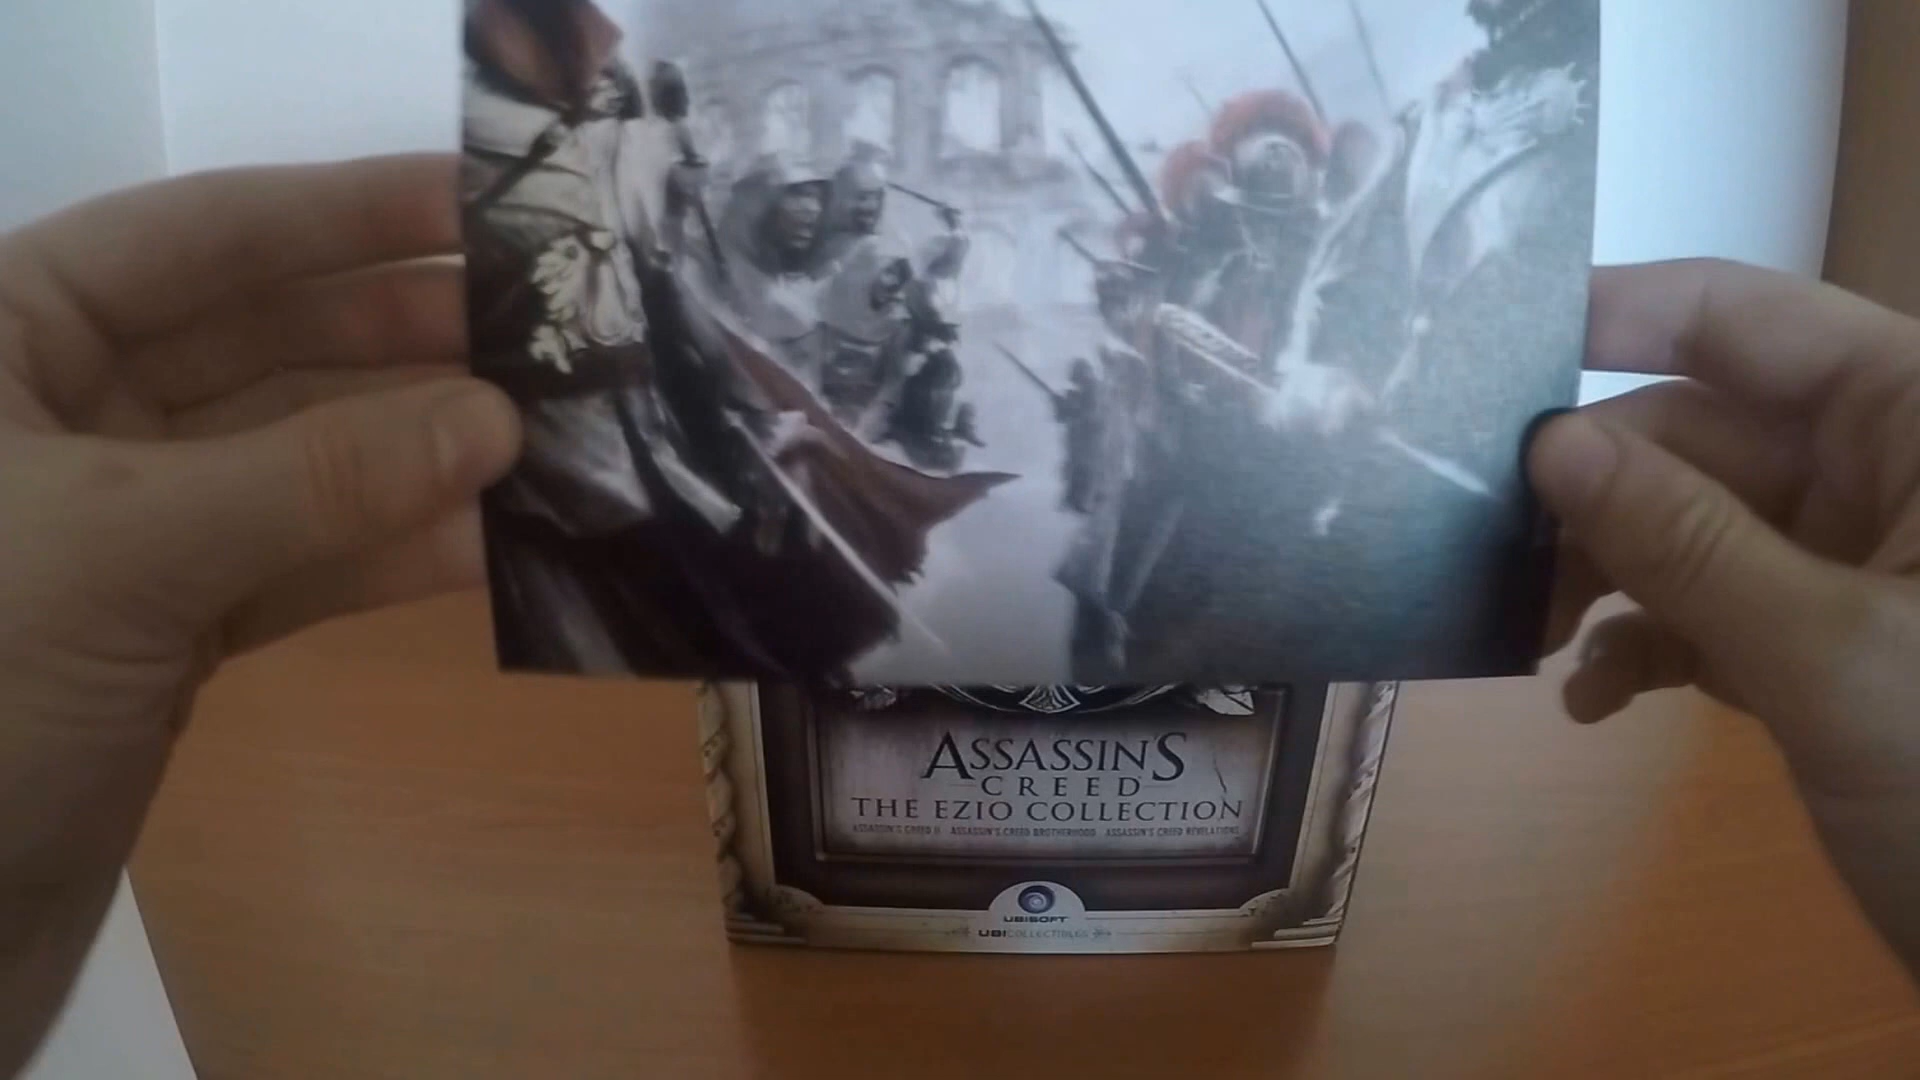 ASSASSIN'S
CREED
THE EZIO COLLECTION
ASSASSIN'S CREED II ASSASSIN'S CREED BROTHERHOOD ASSASSIN'S CREED REVELATIONS
UBISOFT
UBICOLLECTIBLES